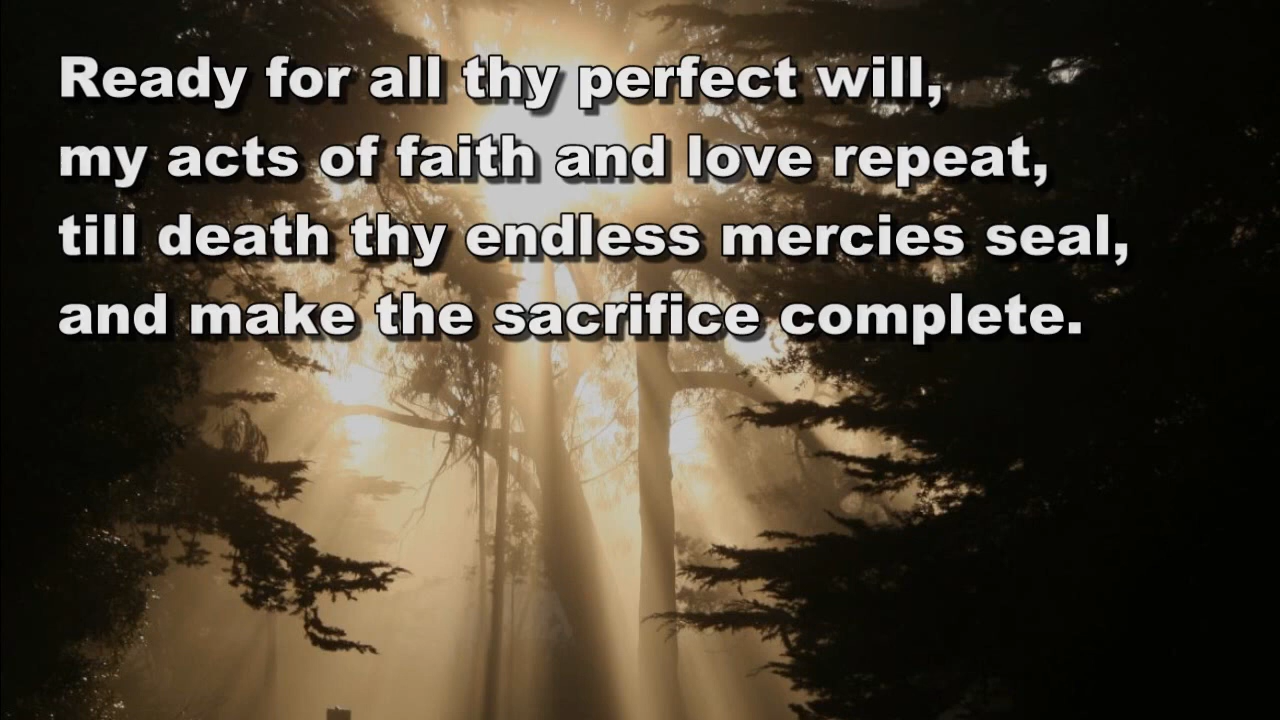 Ready for all thy perfect will,
my acts of faith and love repeat,
till death thy endless mercies seal,
and make the sacrifice complete.